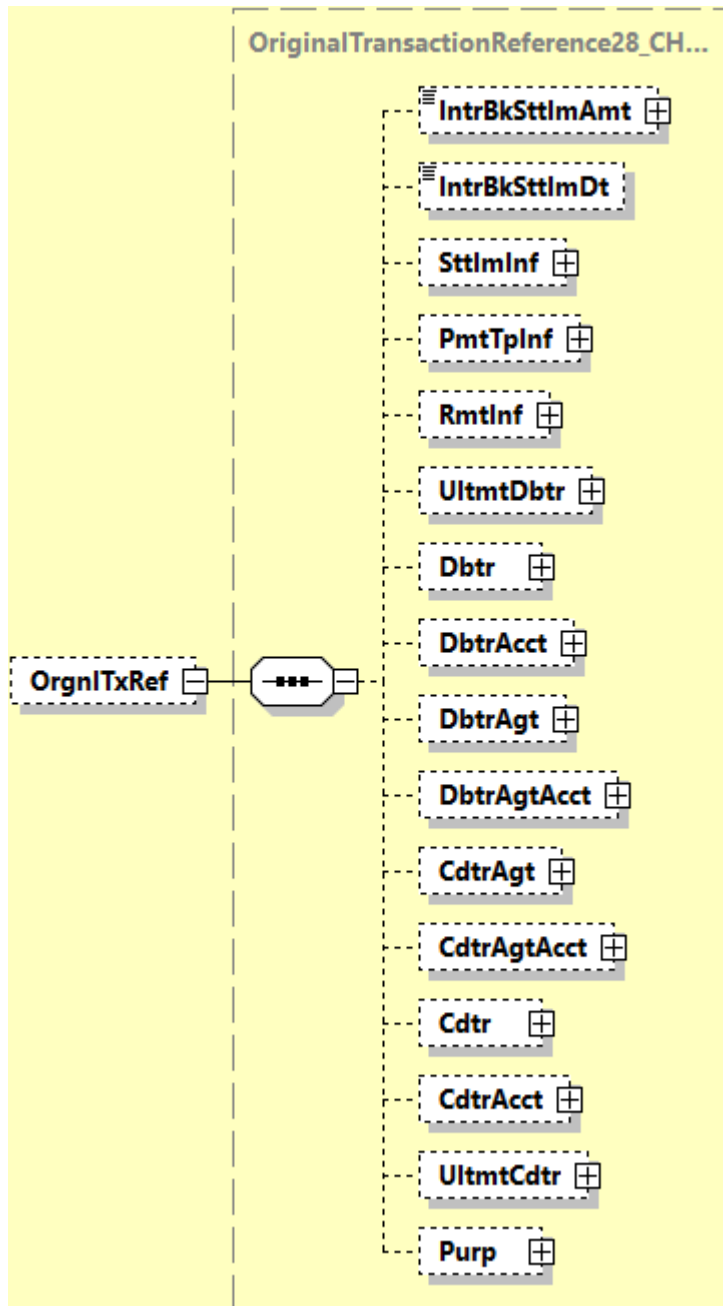 OriginalTransactionReference28_CH...
IntrBkSttlmAmt
IntrBkSttlmDt
SttlmInf
PmtTpInf
RmtInf
UltmtDbtr
Dbtr
DbtrAcct
OrgnlTxRef
DbtrAgt
DbtrAgtAcct
CdtrAgt
CdtrAgtAcct
Cdtr
CdtrAcct
UltmtCdtr
Purp